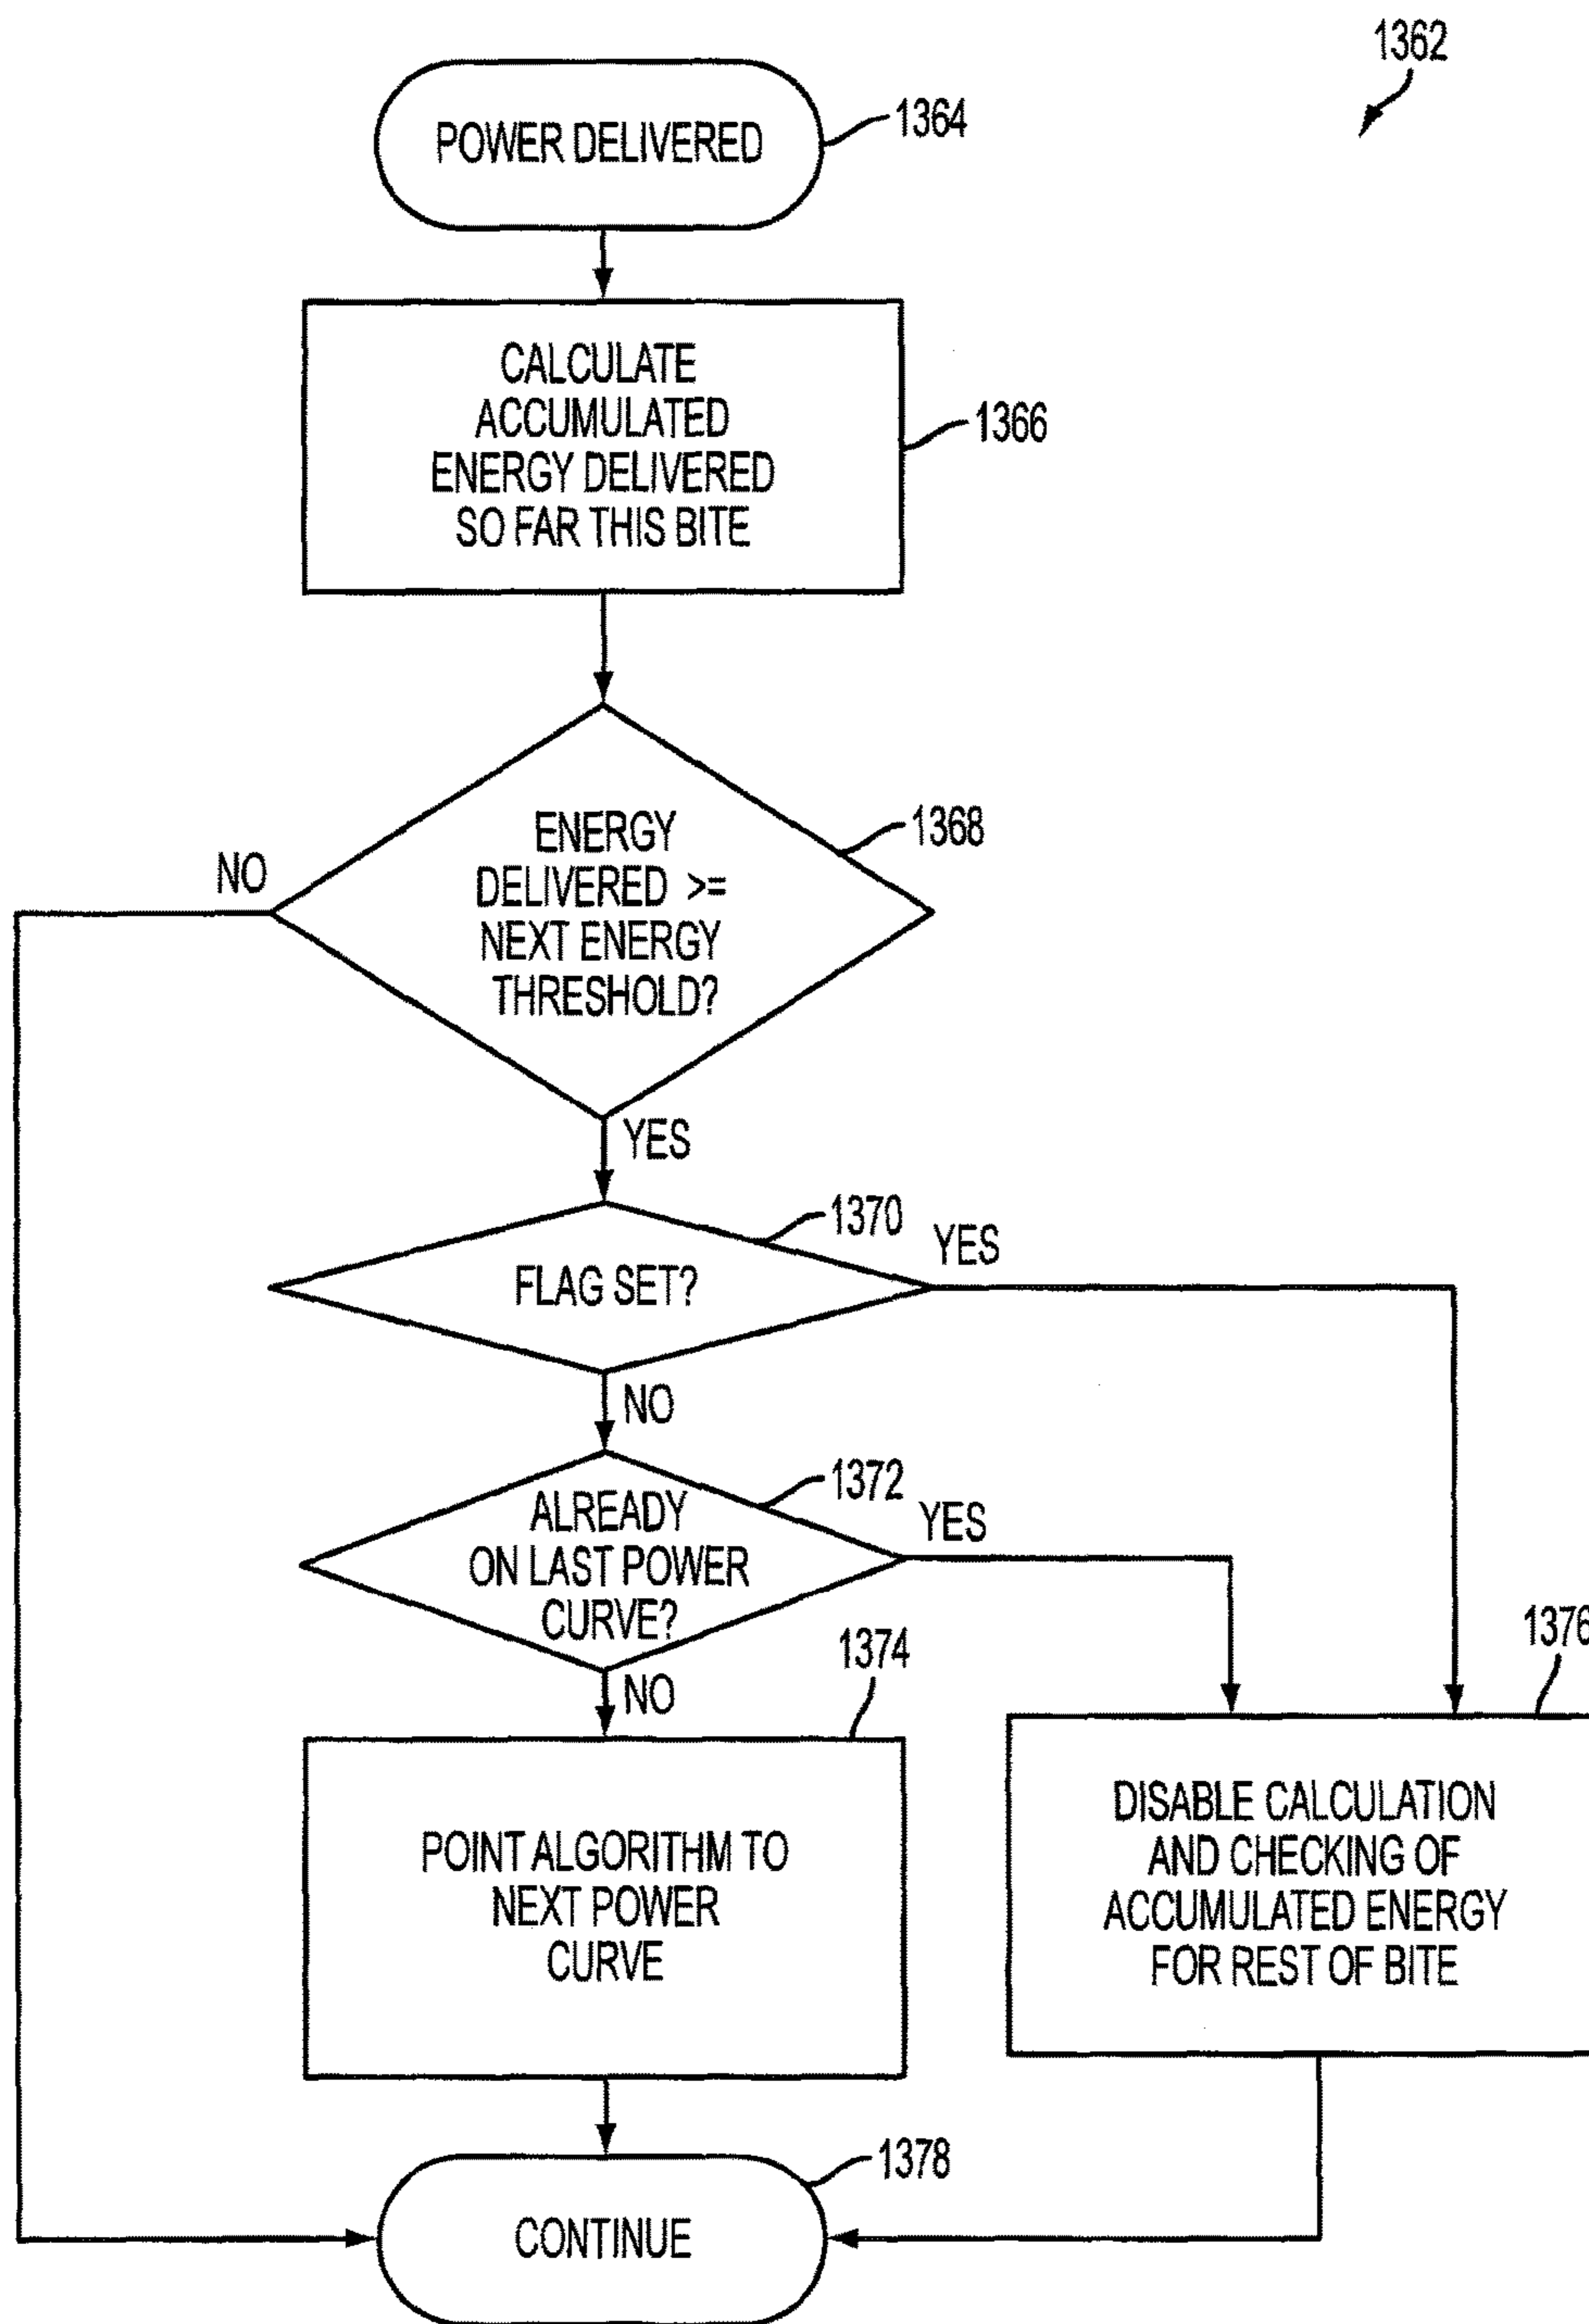 1362
POWER DELIVERED
1364
CALCULATE
ACCUMULATED
ENERGY DELIVERED
SO FAR THIS BITE
1366
ENERGY
DELIVERED >=
NEXT ENERGY
THRESHOLD?
1368
NO
YES
1370
YES
FLAG SET?
NO
1372
YES
ALREADY
ON LAST POWER
CURVE?
1374
NO
1376
POINT ALGORITHM TO
NEXT POWER
CURVE
DISABLE CALCULATION
AND CHECKING OF
ACCUMULATED ENERGY
FOR REST OF BITE
1378
CONTINUE